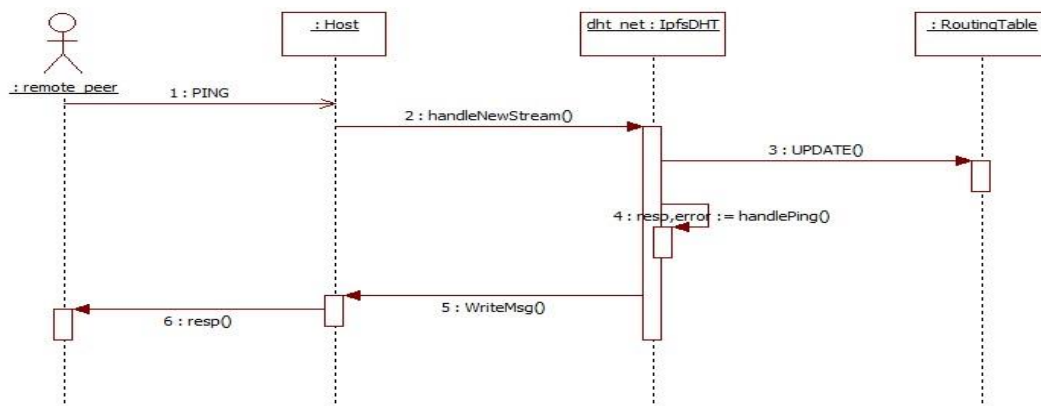 : Host
dht_net : IpfsDHT
: RoutingTable
: remote_peer
1 : PING
2 : handleNewStream()
3 : UPDATE()
4 : resp,error := handlePing()
5 : WriteMsg()
6 : resp()